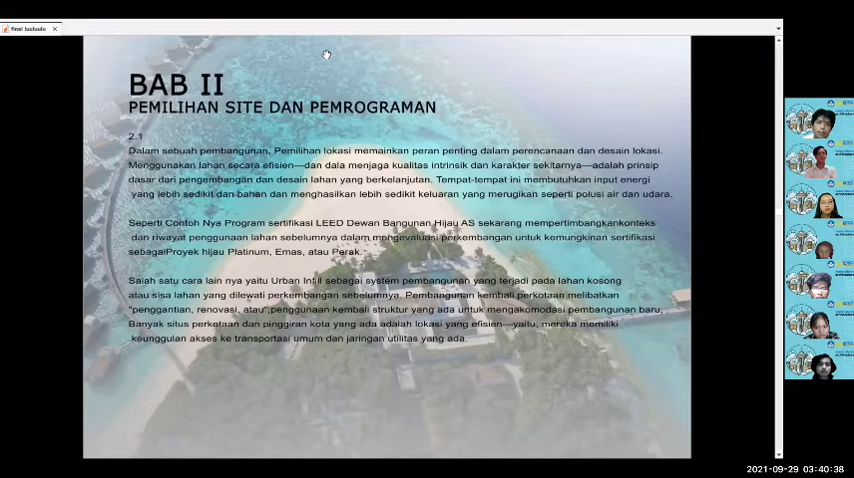 final luuluulu
BAB II
PEMILIHAN SITE DAN PEMROGRAMAN
2.1
Dalam sebuah pembangunan, Pemilihan lokasi memainkan peran penting dalam perencanaan dan desain lokasi.
Menggunakan lahan secara efisien—dan dala menjaga kualitas intrinsik dan karakter sekitarnya—adalah prinsip
dasar dari pengembangan dan desain lahan yang berkelanjutan. Tempat-tempat ini membutuhkan input energi
yang lebih sedikit dan bahan dan menghasilkan lebih sedikit keluaran yang merugikan seperti polusi air dan udara.
Seperti Contoh Nya Program sertifikasi LEED Dewan Bangunan Hijau AS sekarang mempertimbangkankonteks
dan riwayat penggunaan lahan sebelumnya dalam mengevaluasi perkembangan untuk kemungkinan sertifikasi
sebagaiProyek hijau Platinum, Emas, atau Perak.
Salah satu cara lain nya yaitu Urban Infill sebagai system pembangunan yang terjadi pada lahan kosong
atau sisa lahan yang dilewati perkembangan sebelumnya. Pembangunan kembali perkotaan melibatkan
"penggantian, renovasi, atau",penggunaan kembali struktur yang ada untuk mengakomodasi pembangunan baru,
Banyak situs perkotaan dan pinggiran kota yang ada adalah lokasi yang efisien—yaitu, mereka memiliki
keunggulan akses ke transportasi umum dan jaringan utilitas yang ada.
2021-09-29 03:40:38